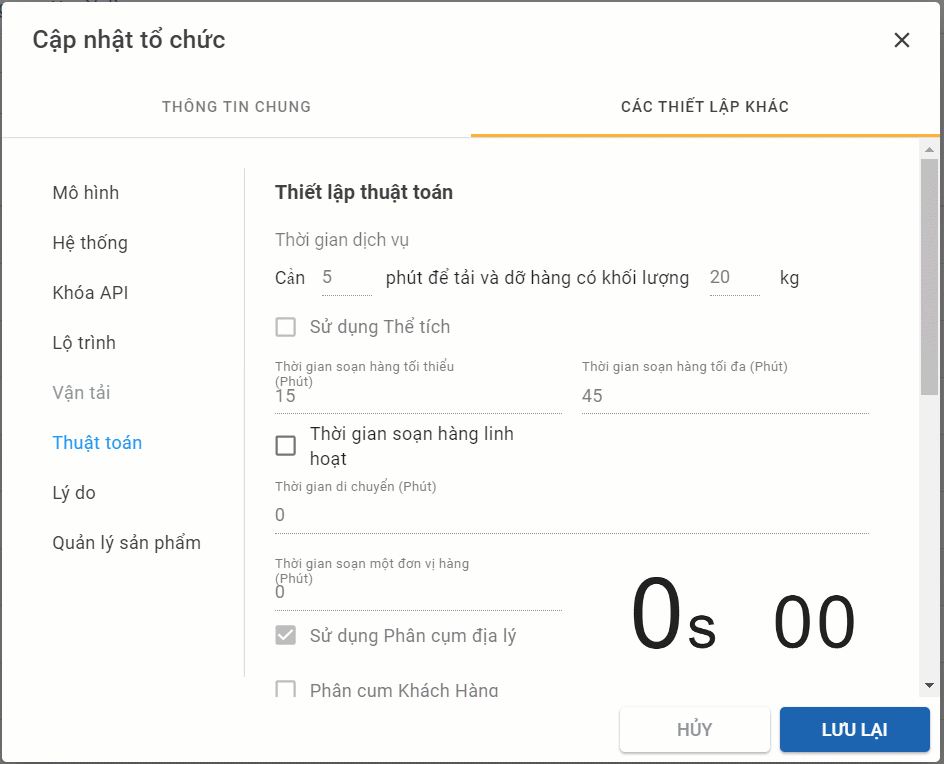 Cập nhật tổ chức
THÔNG TIN CHUNG
CÁC THIẾT LẬP KHÁC
Mô hình
Hệ thống
Khóa API
Lộ trình
Vận tải
Thuật toán
Lý do
Quản lý sản phẩm
Thiết lập thuật toán
Thời gian dịch vụ
Cần 5 phút để tải và dỡ hàng có khối lượng 20 kg
Sử dụng Thể tích
Thời gian soạn hàng tối thiểu
(Phút)
15
Thời gian soạn hàng tối đa (Phút)
45
Thời gian soạn hàng linh
hoạt
Thời gian di chuyển (Phút)
0
Thời gian soạn một đơn vị hàng
(Phút)
0
0s 00
Sử dụng Phân cụm địa lý
Phân cụm Khách Hàng
HỦY
LƯU LẠI